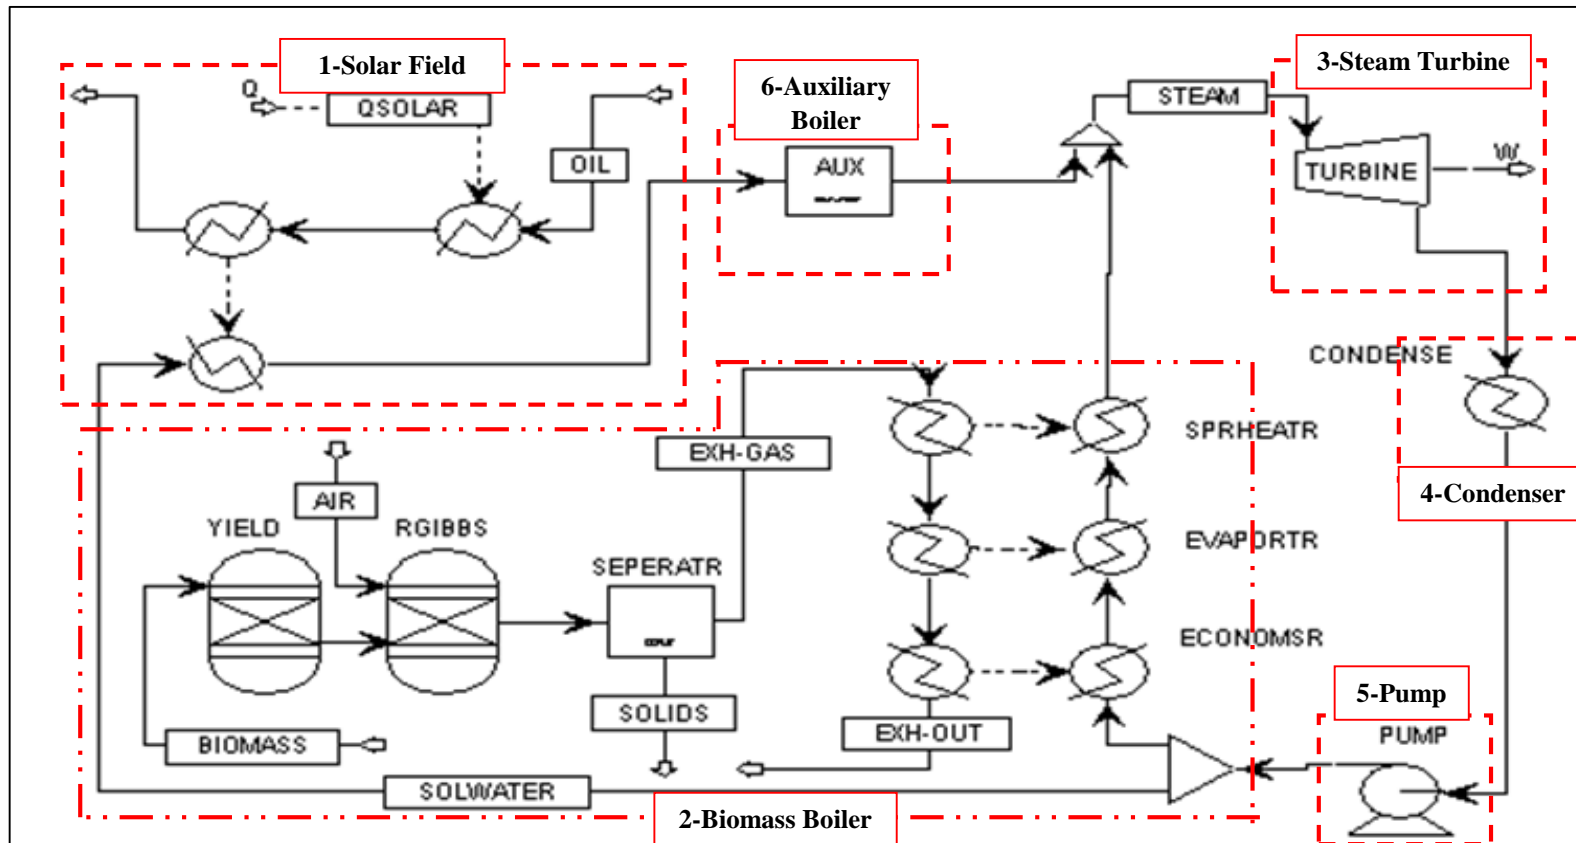 1-Solar Field
Q
QSOLAR
OIL
6-Auxiliary
Boiler
AUX
STEAM
3-Steam Turbine
TURBINE
W
CONDENSE
4-Condenser
EXH-GAS
SPRHEATR
AIR
YIELD
RGIBBS
SEPERATR
EVAPORTR
ECONOMSR
SOLIDS
BIOMASS
EXH-OUT
5-Pump
PUMP
SOLWATER
2-Biomass Boiler